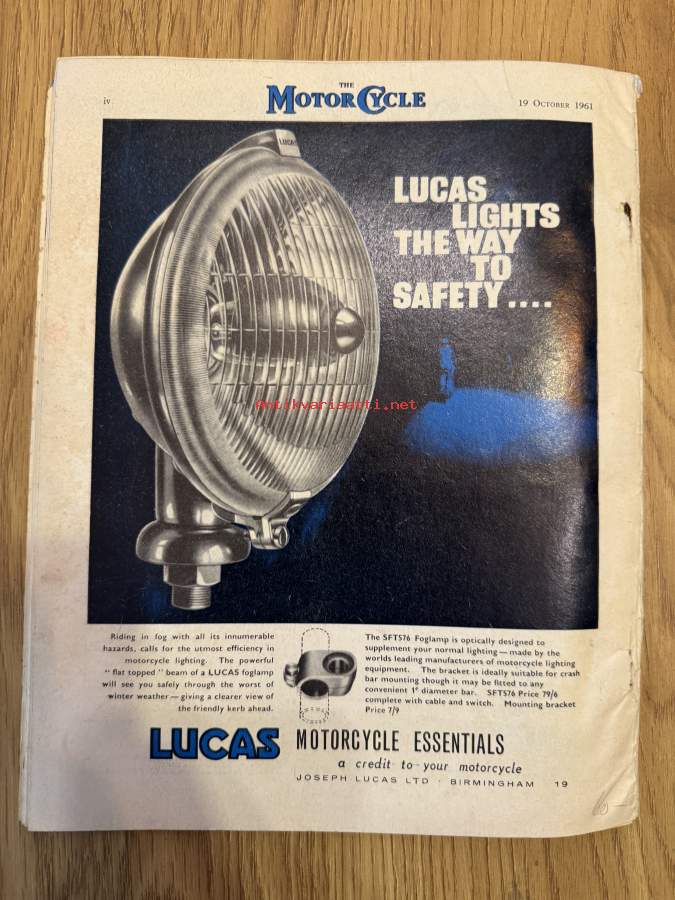 iv
THE
MOTOR CYCLE
19 OCTOBER 1961
LUCAS
LUCAS
LIGHTS
THE WAY
TO
SAFETY....
Antikvariaatti.net
Riding in fog with all its innumerable
hazards, calls for the utmost efficiency in
motorcycle lighting. The powerful
"flat topped" beam of a LUCAS foglamp
will see you safely through the worst of
winter weather—giving a clearer view of
the friendly kerb ahead.
The SFT576 Foglamp is optically designed to
supplement your normal lighting—made by the
worlds leading manufacturers of motorcycle lighting
equipment. The bracket is ideally suitable for crash
bar mounting though it may be fitted to any
convenient 1" diameter bar. SFT576 Price 79/6
complete with cable and switch. Mounting bracket
Price 7/9
LUCAS MOTORCYCLE ESSENTIALS
a credit to your motorcycle
JOSEPH LUCAS LTD · BIRMINGHAM 19